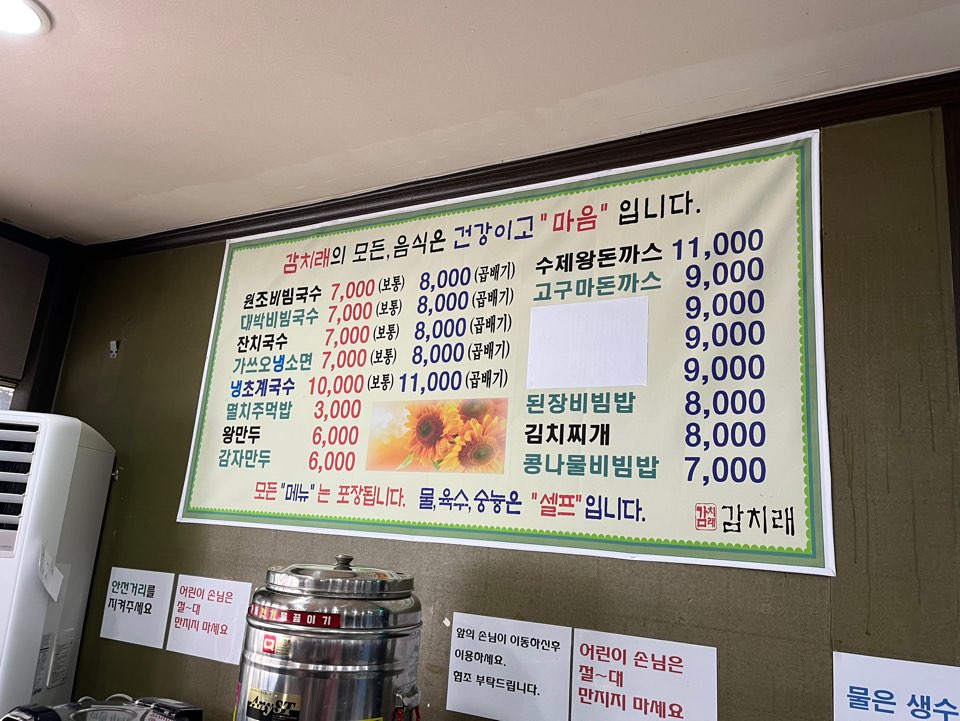 감치래의 모든,음식은 건강이고 "마음" 입니다.
원조비빔국수 7,000 (보통) 8,000 (곱배기)
대박비빔국수 7,000 (보통) 8,000 (곱배기)
잔치국수 7,000 (보통) 8,000 (곱배기)
가쓰오냉소면 7,000 (보통) 8,000 (곱배기)
냉초계국수 10,000 (보통) 11,000 (곱배기)
멸치주먹밥 3,000
왕만두 6,000
감자만두 6,000
수제왕돈까스 11,000
고구마돈까스 9,000
9,000
9,000
9,000
된장비빔밥 8,000
김치찌개 8,000
콩나물비빔밥 7,000
모든 "메뉴"는 포장됩니다. 물,육수,숭늉은 "셀프"입니다.
감치래 감치래
안전거리를
지켜주세요
어린이 손님은
절~대
만지지 마세요
끓이기
ArtyST
앞의 손님이 이동하신후
이용하세요.
협조 부탁드립니다.
어린이 손님은
절~대
만지지 마세요
물은 생수